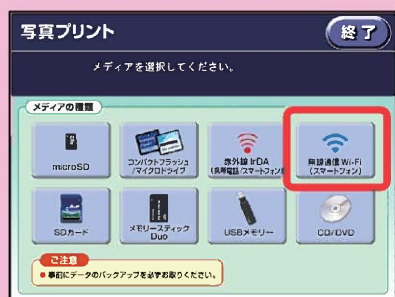 写真プリント
終了
メディアを選択してください。
メディアの種類
microSD
コンパクトフラッシュ
/マイクロドライブ
赤外線 IrDA
(携帯電話/スマートフォン)
無線通信 Wi-Fi
(スマートフォン)
SDカード
メモリースティック
Duo
USBメモリー
CD/DVD
ご注意
●事前にデータのバックアップを必ずお取りください。